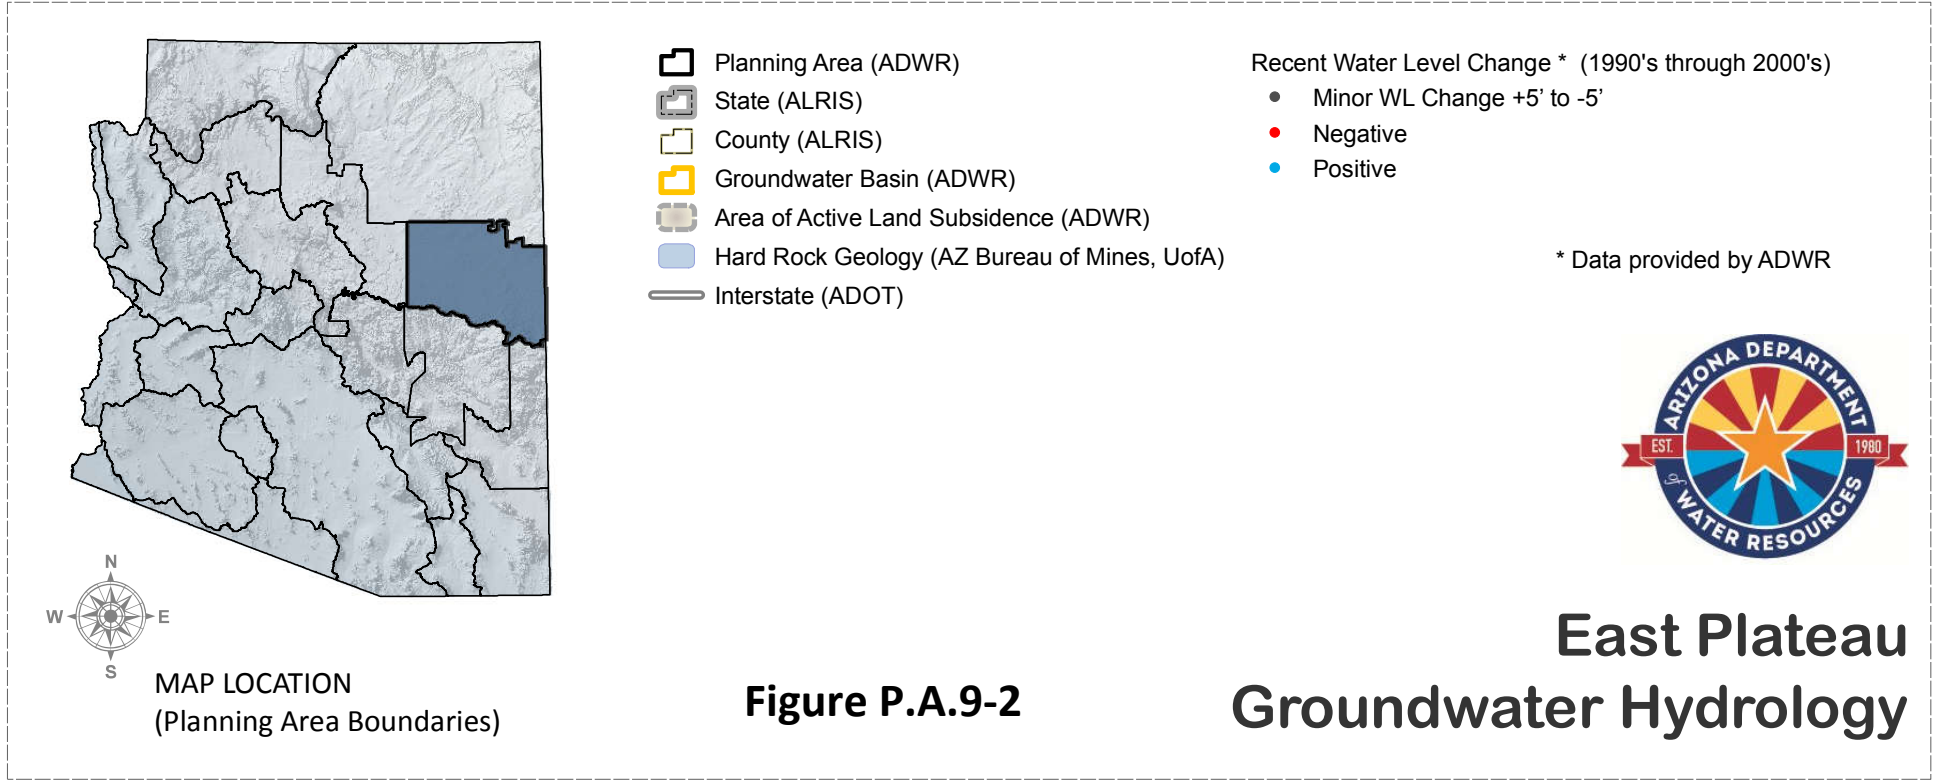 Planning Area (ADWR)
State (ALRIS)
County (ALRIS)
Groundwater Basin (ADWR)
Area of Active Land Subsidence (ADWR)
Hard Rock Geology (AZ Bureau of Mines, UofA)
Interstate (ADOT)
Recent Water Level Change * (1990's through 2000's)
Minor WL Change +5’ to -5’
Negative
Positive
* Data provided by ADWR
ARIZONA DEPARTMENT
EST. 1980
of WATER RESOURCES
N
W E
S
MAP LOCATION
(Planning Area Boundaries)
Figure P.A.9-2
East Plateau
Groundwater Hydrology